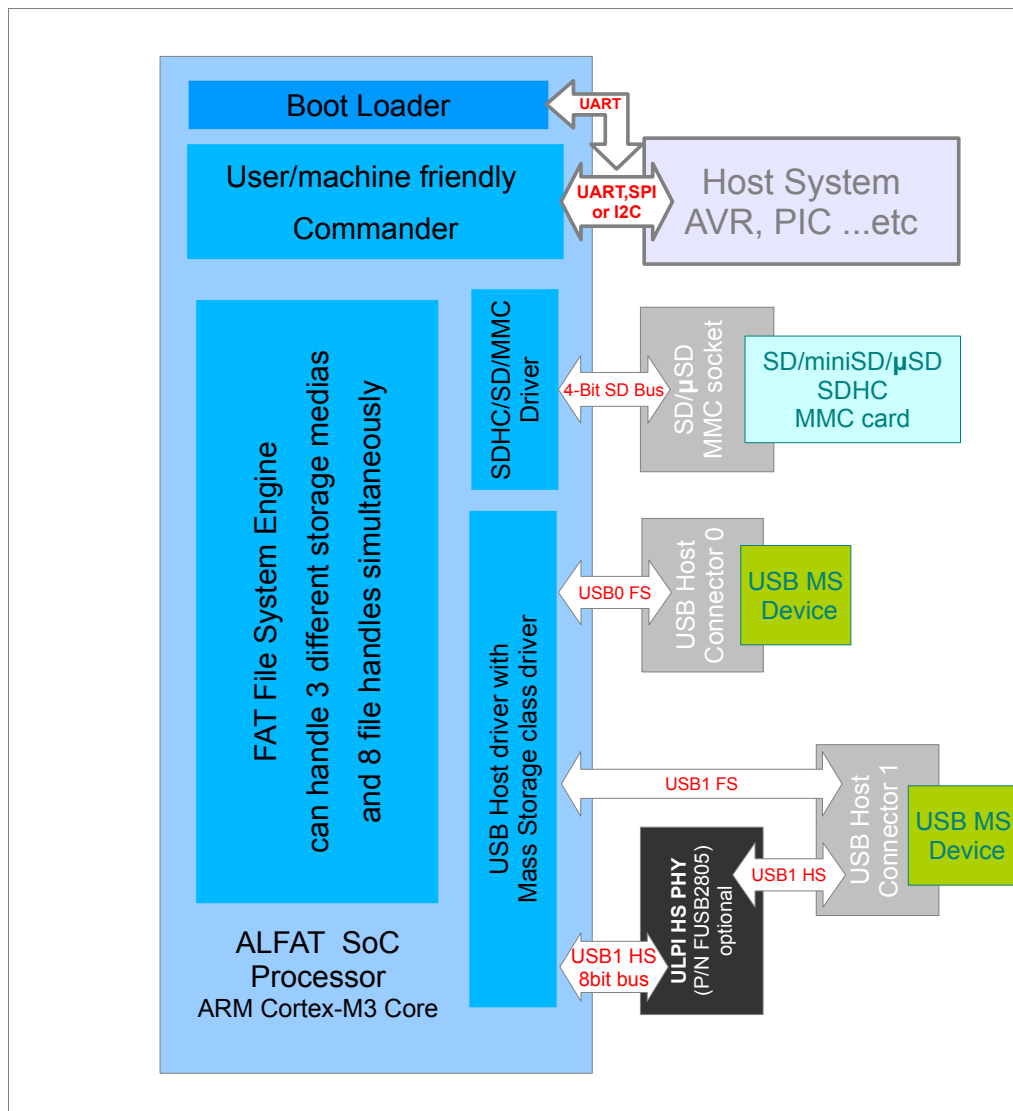 Boot Loader
UART
User/machine friendly
Commander
UART,SPI
or I2C
Host System
AVR, PIC ...etc
FAT File System Engine
can handle 3 different storage medias
and 8 file handles simultaneously
SDHC/SD/MMC
Driver
4-Bit SD Bus
SD/µSD
MMC socket
SD/miniSD/µSD
SDHC
MMC card
USB Host driver with
Mass Storage class driver
USB0 FS
USB Host
Connector 0
USB MS
Device
USB1 FS
USB Host
Connector 1
USB MS
Device
USB1 HS
ULPI HS PHY
(P/N FUSB2805)
optional
USB1 HS
8bit bus
ALFAT SoC
Processor
ARM Cortex-M3 Core